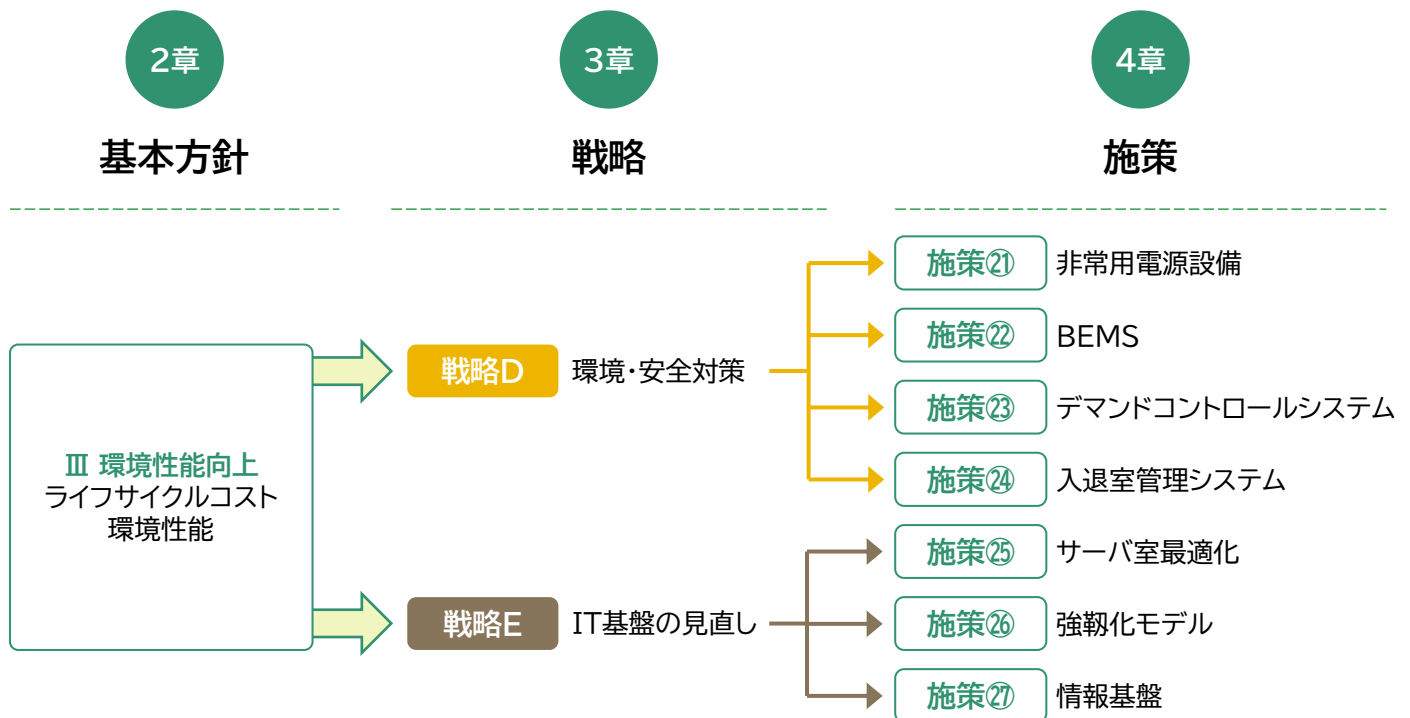 2章
3章
4章
基本方針
戦略
施策
Ⅲ 環境性能向上
ライフサイクルコスト
環境性能
戦略D
環境・安全対策
施策㉑
非常用電源設備
施策㉒
BEMS
施策㉓
デマンドコントロールシステム
施策㉔
入退室管理システム
戦略E
IT基盤の見直し
施策㉕
サーバ室最適化
施策㉖
強靱化モデル
施策㉗
情報基盤